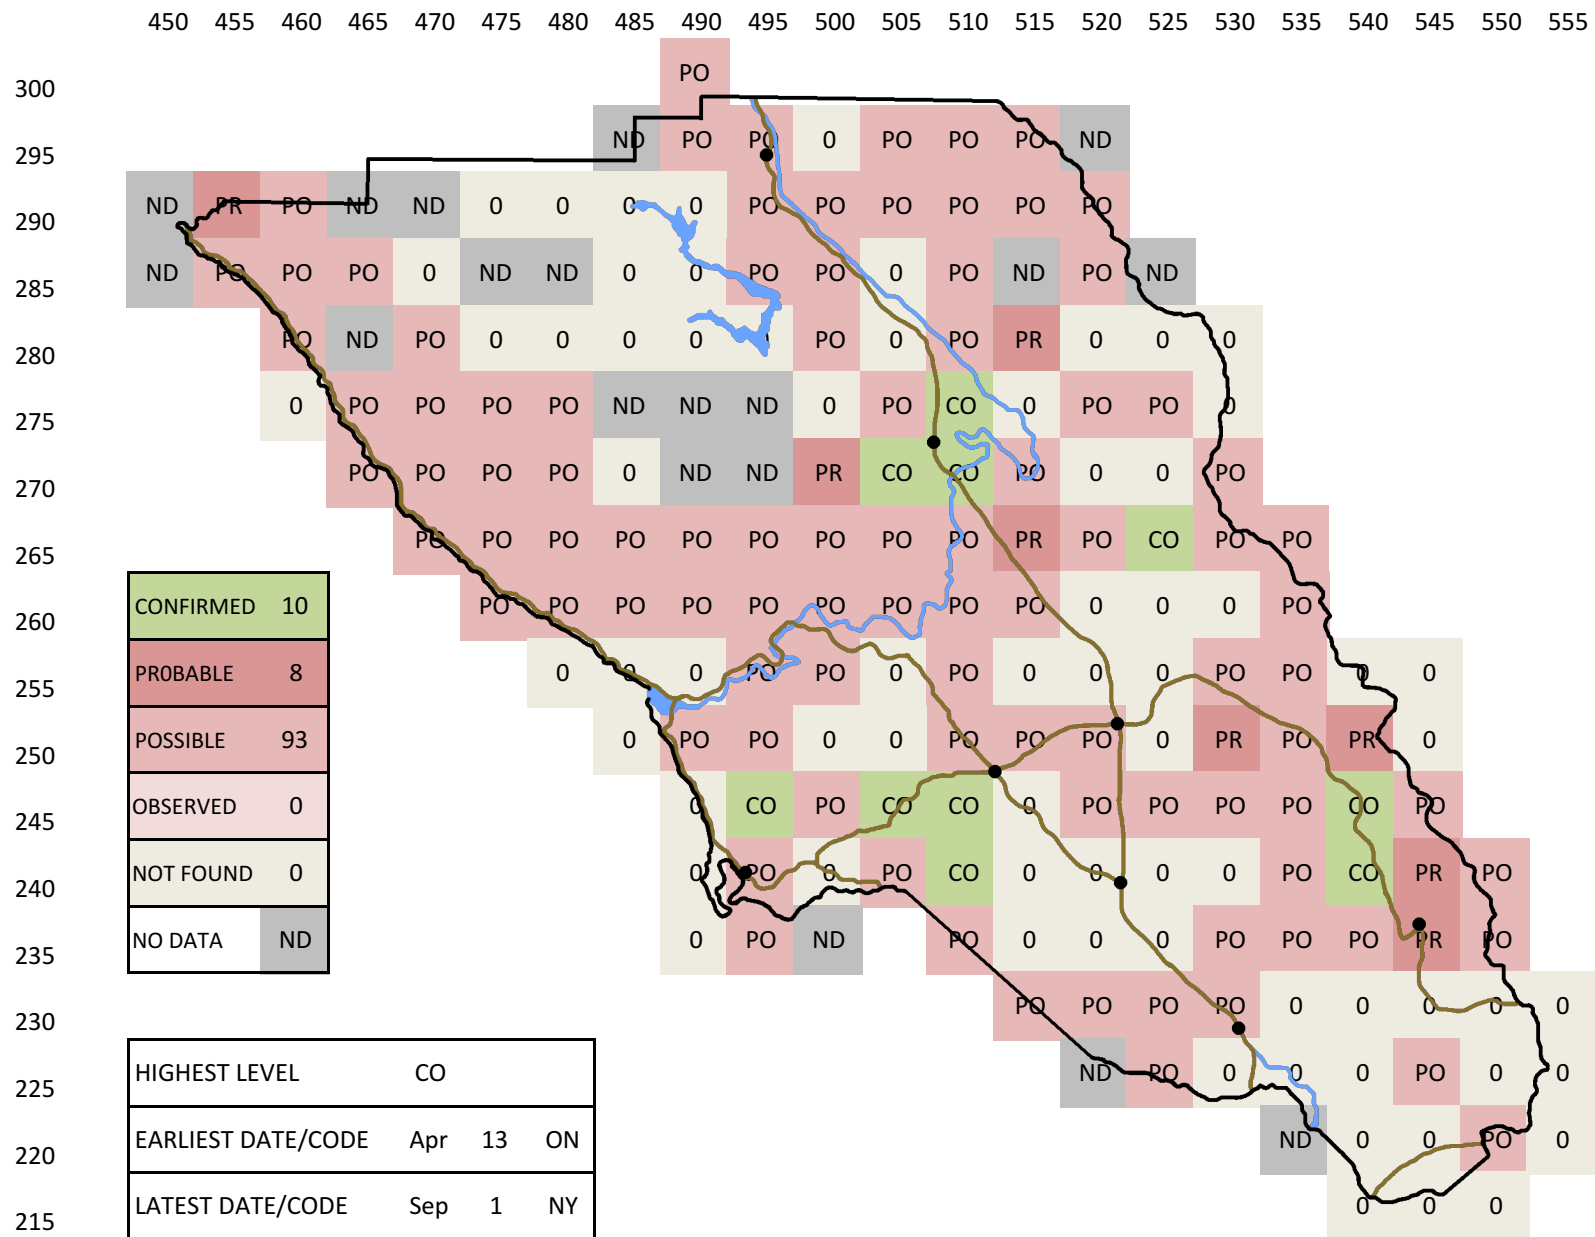 450 455 460 465 470 475 480 485 490 495 500 505 510 515 520 525 530 535 540 545 550 555
PO
300
ND PO PO 0 PO PO PO ND
295
ND PR PO ND ND 0 0 0 0 PO PO PO PO PO PO
290
ND PO PO PO 0 ND ND 0 0 PO PO 0 PO ND PO ND
285
PO ND PO 0 0 0 0 0 PO 0 PO PR 0 0 0
280
0 PO PO PO PO ND ND ND 0 PO CO 0 PO PO 0
275
PO PO PO PO 0 ND ND PR CO CO PO 0 0 PO
270
PO PO PO PO PO PO PO PO PO PR PO CO PO PO
265
PO PO PO PO PO PO PO PO PO 0 0 0 PO
260
0 0 0 PO PO 0 PO 0 0 0 PO PO 0 0
255
0 PO PO 0 0 PO PO PO 0 PR PO PR 0
250
0 CO PO CO CO 0 PO PO PO PO CO PO
245
0 PO 0 PO CO 0 0 0 0 PO CO PR PO
240
0 PO ND PO 0 0 0 PO PO PO PR PO
235
PO PO PO PO 0 0 0 0 0
230
ND PO 0 0 0 PO 0 0
225
ND 0 0 PO 0
220
0 0 0
215
CONFIRMED 10
PR0BABLE 8
POSSIBLE 93
OBSERVED 0
NOT FOUND 0
NO DATA ND
HIGHEST LEVEL CO
EARLIEST DATE/CODE Apr 13 ON
LATEST DATE/CODE Sep 1 NY